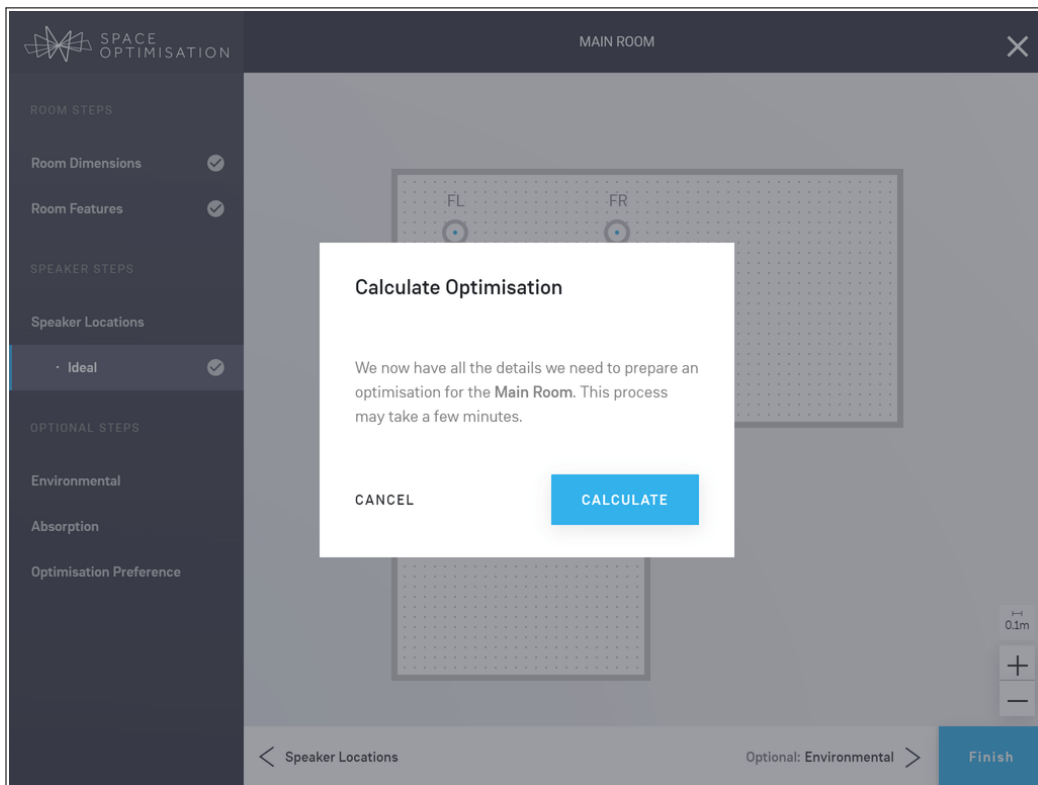 SPACE
OPTIMISATION
MAIN ROOM
ROOM STEPS
Room Dimensions
Room Features
SPEAKER STEPS
Speaker Locations
· Ideal
OPTIONAL STEPS
Environmental
Absorption
Optimisation Preference
FL
FR
Calculate Optimisation
We now have all the details we need to prepare an
optimisation for the Main Room. This process
may take a few minutes.
CANCEL
CALCULATE
0.1m
Speaker Locations
Optional: Environmental
Finish